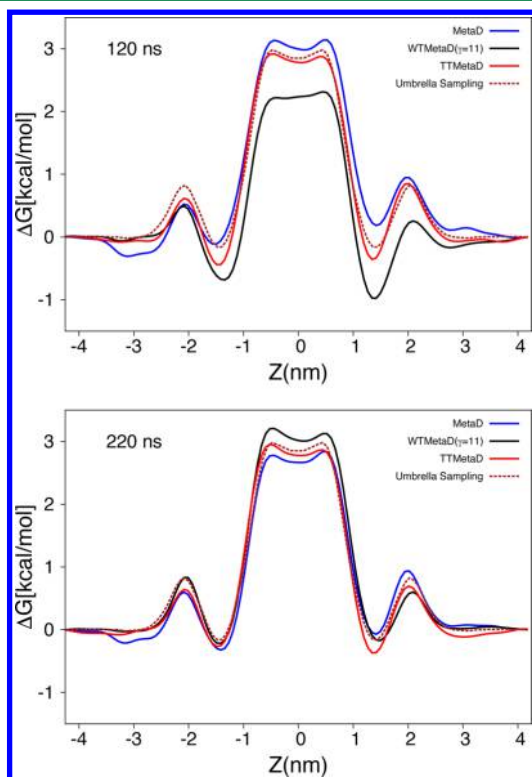 120 ns
MetaD
WTMetaD(γ=11)
TTMetaD
Umbrella Sampling
ΔG[kcal/mol]
3
2
1
0
-1
-4 -3 -2 -1 0 1 2 3 4
Z(nm)
220 ns
MetaD
WTMetaD(γ=11)
TTMetaD
Umbrella Sampling
ΔG[kcal/mol]
3
2
1
0
-1
-4 -3 -2 -1 0 1 2 3 4
Z(nm)